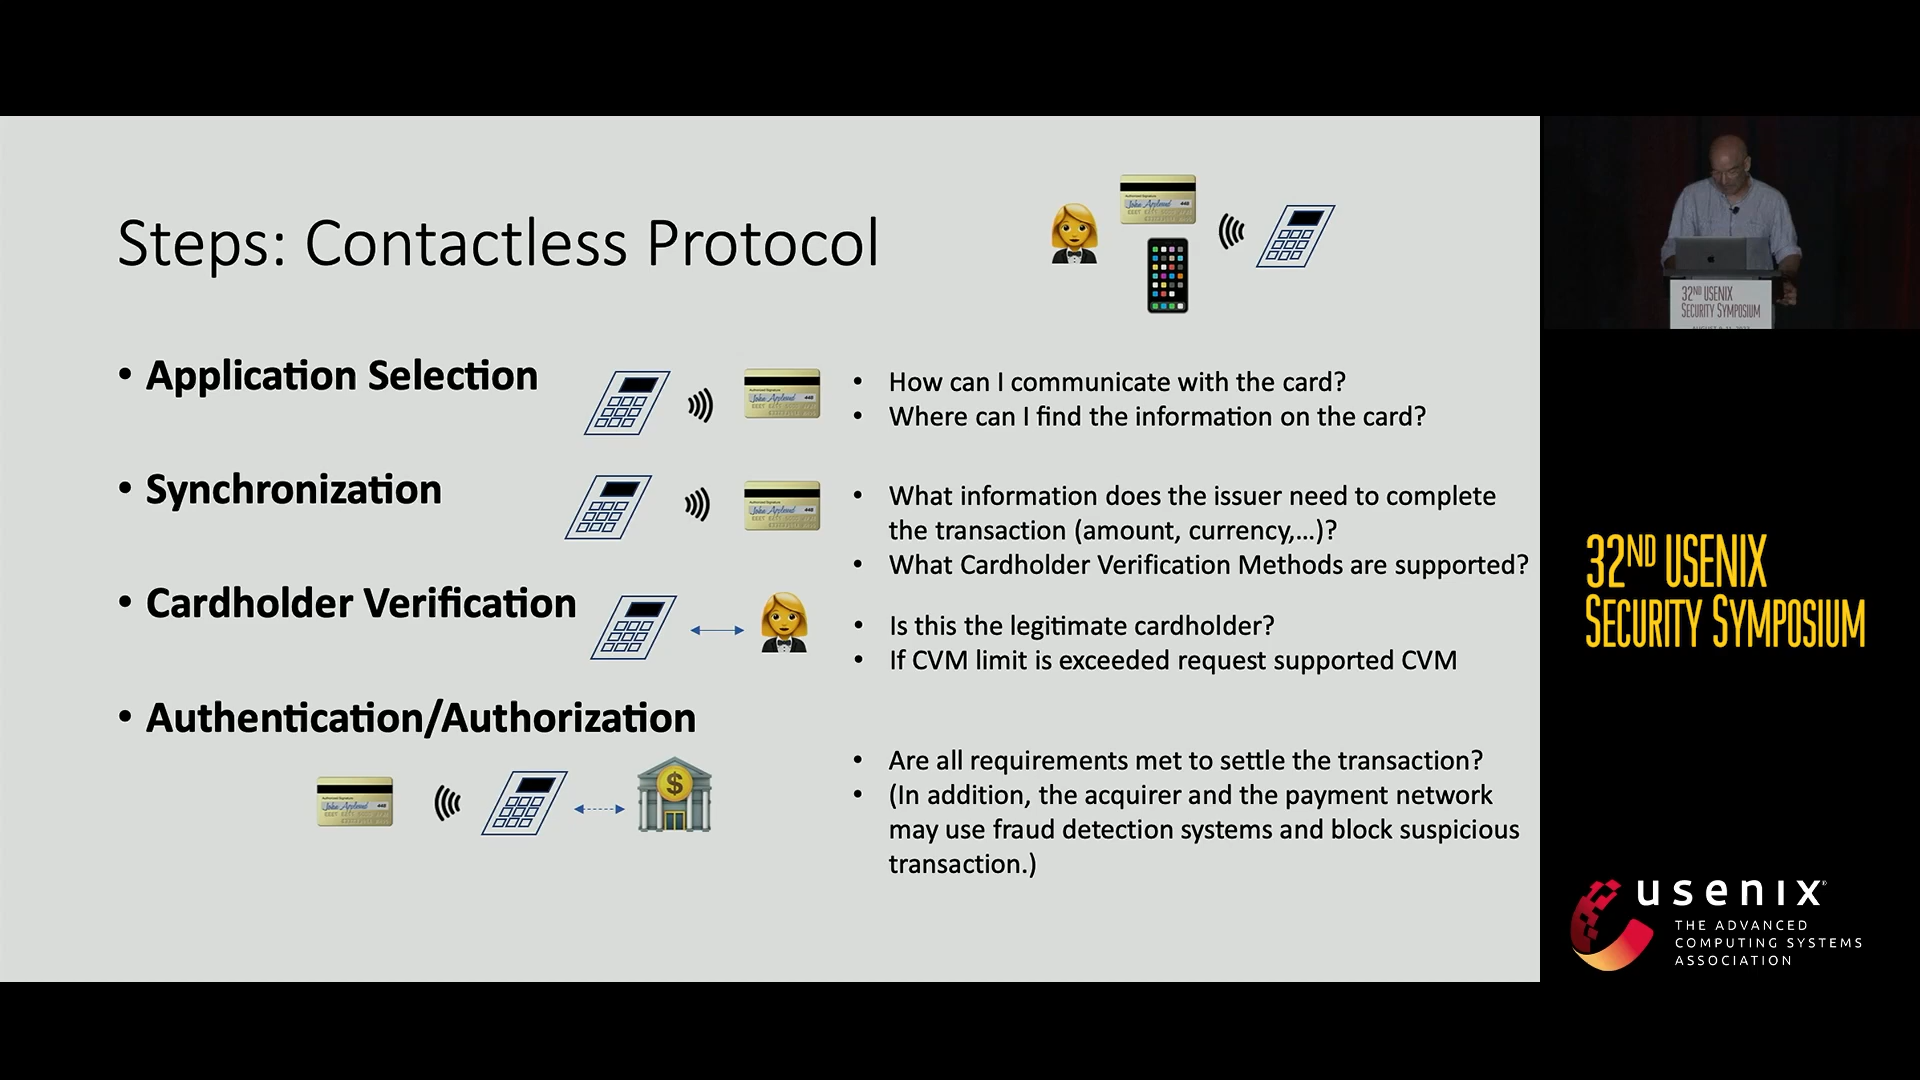 Steps: Contactless Protocol
• Application Selection
• How can I communicate with the card?
• Where can I find the information on the card?
• Synchronization
• What information does the issuer need to complete
the transaction (amount, currency,...)?
• What Cardholder Verification Methods are supported?
• Cardholder Verification
• Is this the legitimate cardholder?
• If CVM limit is exceeded request supported CVM
• Authentication/Authorization
• Are all requirements met to settle the transaction?
• (In addition, the acquirer and the payment network
may use fraud detection systems and block suspicious
transaction.)
32ND USENIX
SECURITY SYMPOSIUM
32ND USENIX
SECURITY SYMPOSIUM
usenix
THE ADVANCED
COMPUTING SYSTEMS
ASSOCIATION